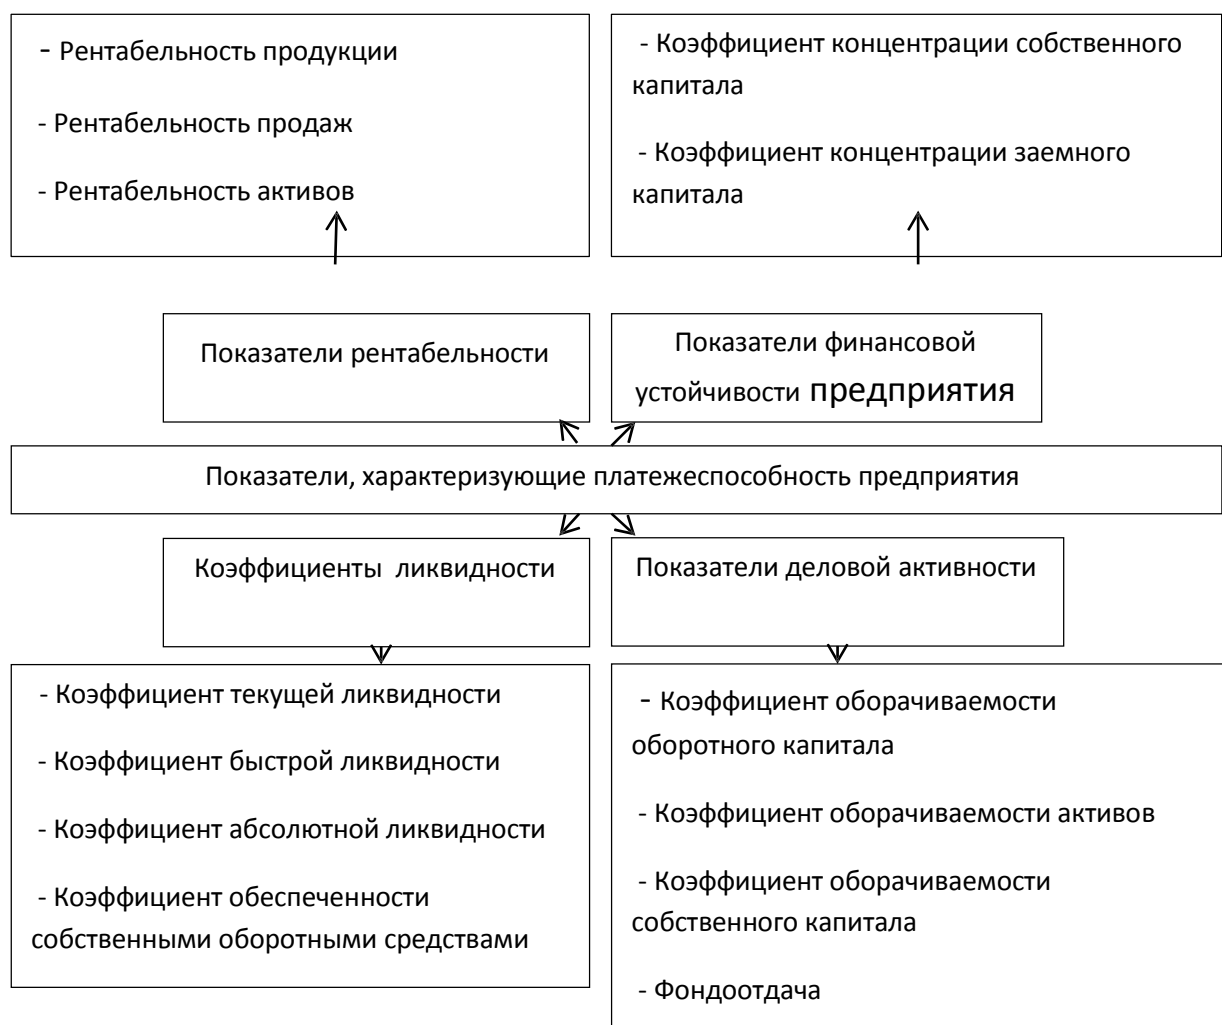 - Рентабельность продукции
- Рентабельность продаж
- Рентабельность активов
- Коэффициент концентрации собственного
капитала
- Коэффициент концентрации заемного
капитала
Показатели рентабельности
Показатели финансовой
устойчивости предприятия
Показатели, характеризующие платежеспособность предприятия
Коэффициенты ликвидности
Показатели деловой активности
- Коэффициент текущей ликвидности
- Коэффициент быстрой ликвидности
- Коэффициент абсолютной ликвидности
- Коэффициент обеспеченности
собственными оборотными средствами
- Коэффициент оборачиваемости
оборотного капитала
- Коэффициент оборачиваемости активов
- Коэффициент оборачиваемости
собственного капитала
- Фондоотдача